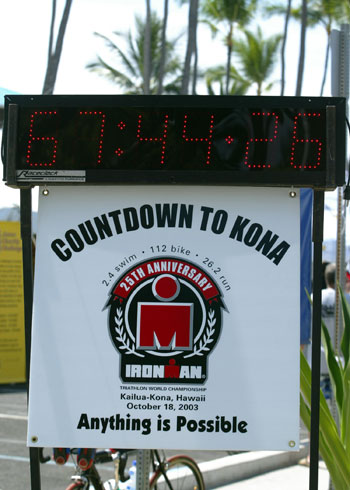 67:44.26
Raceclock
COUNTDOWN TO KONA
2.4 swim • 112 bike • 26.2 run
25TH ANNIVERSARY
M
IRONMAN®
TRIATHLON WORLD CHAMPIONSHIP
Kailua-Kona, Hawaii
October 18, 2003
Anything is Possible